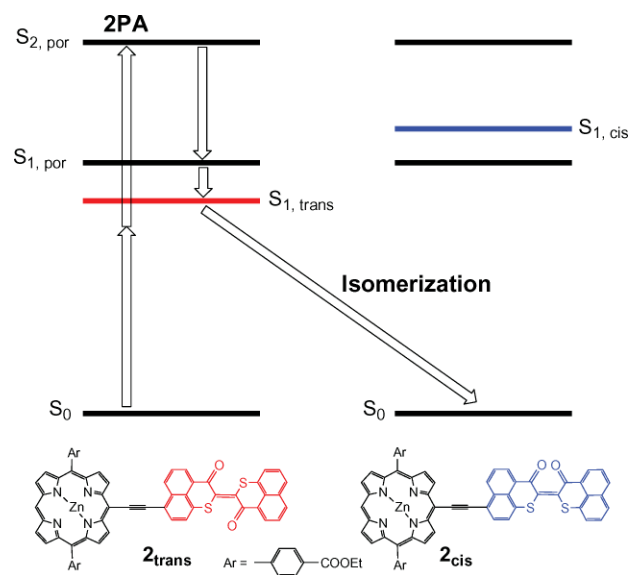 2PA
S2, por
S1, cis
S1, por
S1, trans
Isomerization
S0
S0
Ar
Ar
O
S
O O
N N
N N
Zn
Zn
N N
N N
S
O
S S
Ar
2trans
Ar = COOEt
Ar
2cis